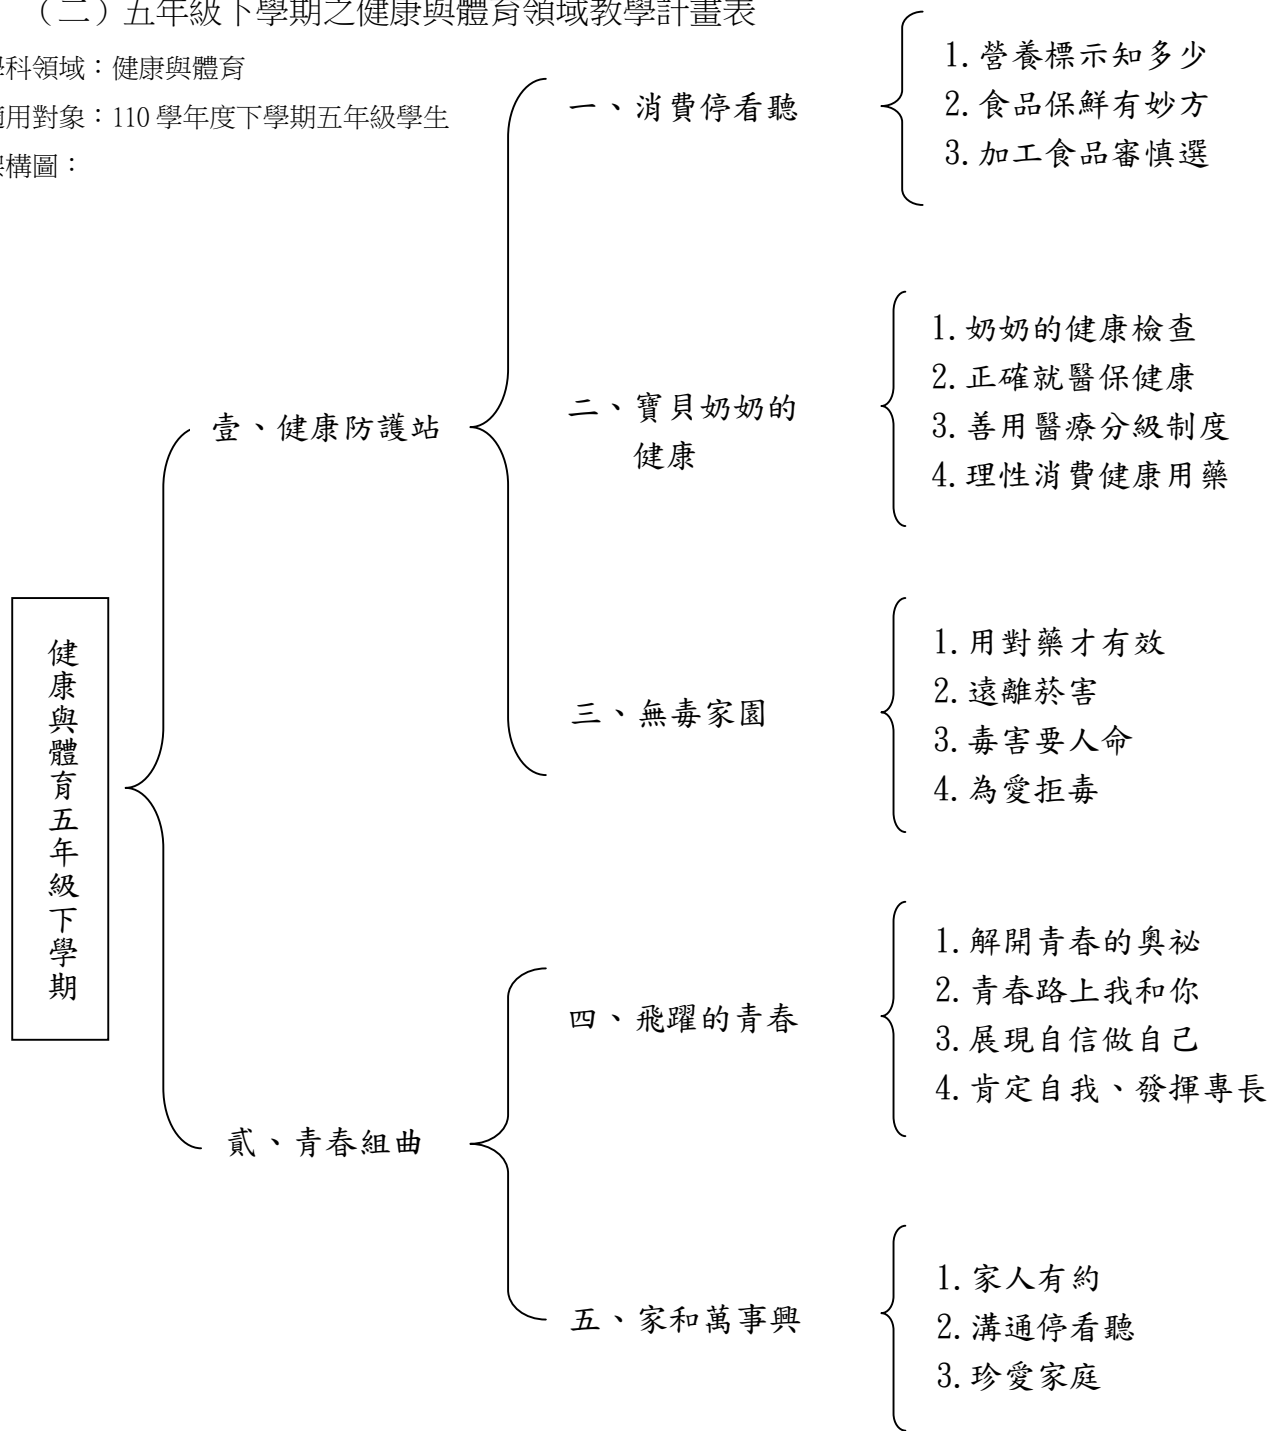 （二）五年級下學期之健康與體育領域教學計畫表
學科領域：健康與體育
適用對象：110 學年度下學期五年級學生
架構圖：
健康與體育五年級下學期
壹、健康防護站
一、消費停看聽
1. 營養標示知多少
2. 食品保鮮有妙方
3. 加工食品審慎選
二、寶貝奶奶的
健康
1. 奶奶的健康檢查
2. 正確就醫保健康
3. 善用醫療分級制度
4. 理性消費健康用藥
三、無毒家園
1. 用對藥才有效
2. 遠離菸害
3. 毒害要人命
4. 為愛拒毒
貳、青春組曲
四、飛躍的青春
1. 解開青春的奧祕
2. 青春路上我和你
3. 展現自信做自己
4. 肯定自我、發揮專長
五、家和萬事興
1. 家人有約
2. 溝通停看聽
3. 珍愛家庭